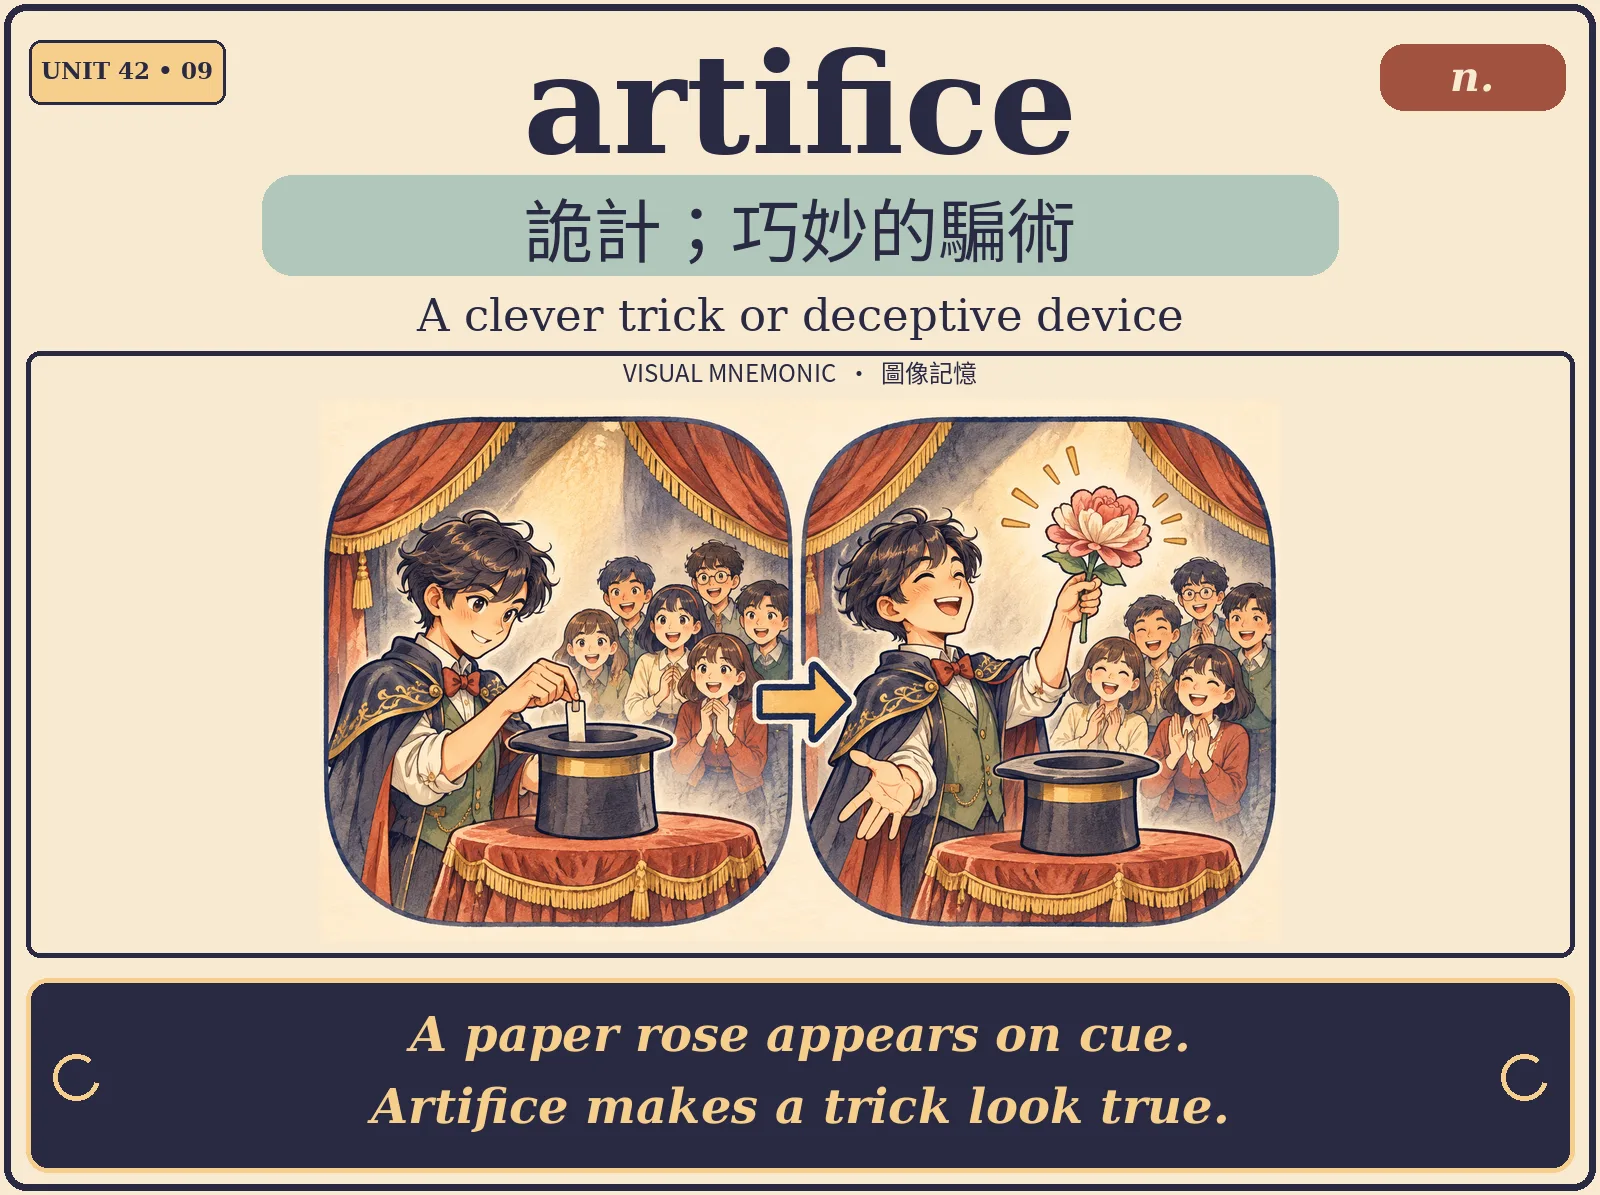 UNIT 42 • 09
artifice
n.
詭計；巧妙的騙術
A clever trick or deceptive device
VISUAL MNEMONIC • 圖像記憶
A paper rose appears on cue.
Artifice makes a trick look true.